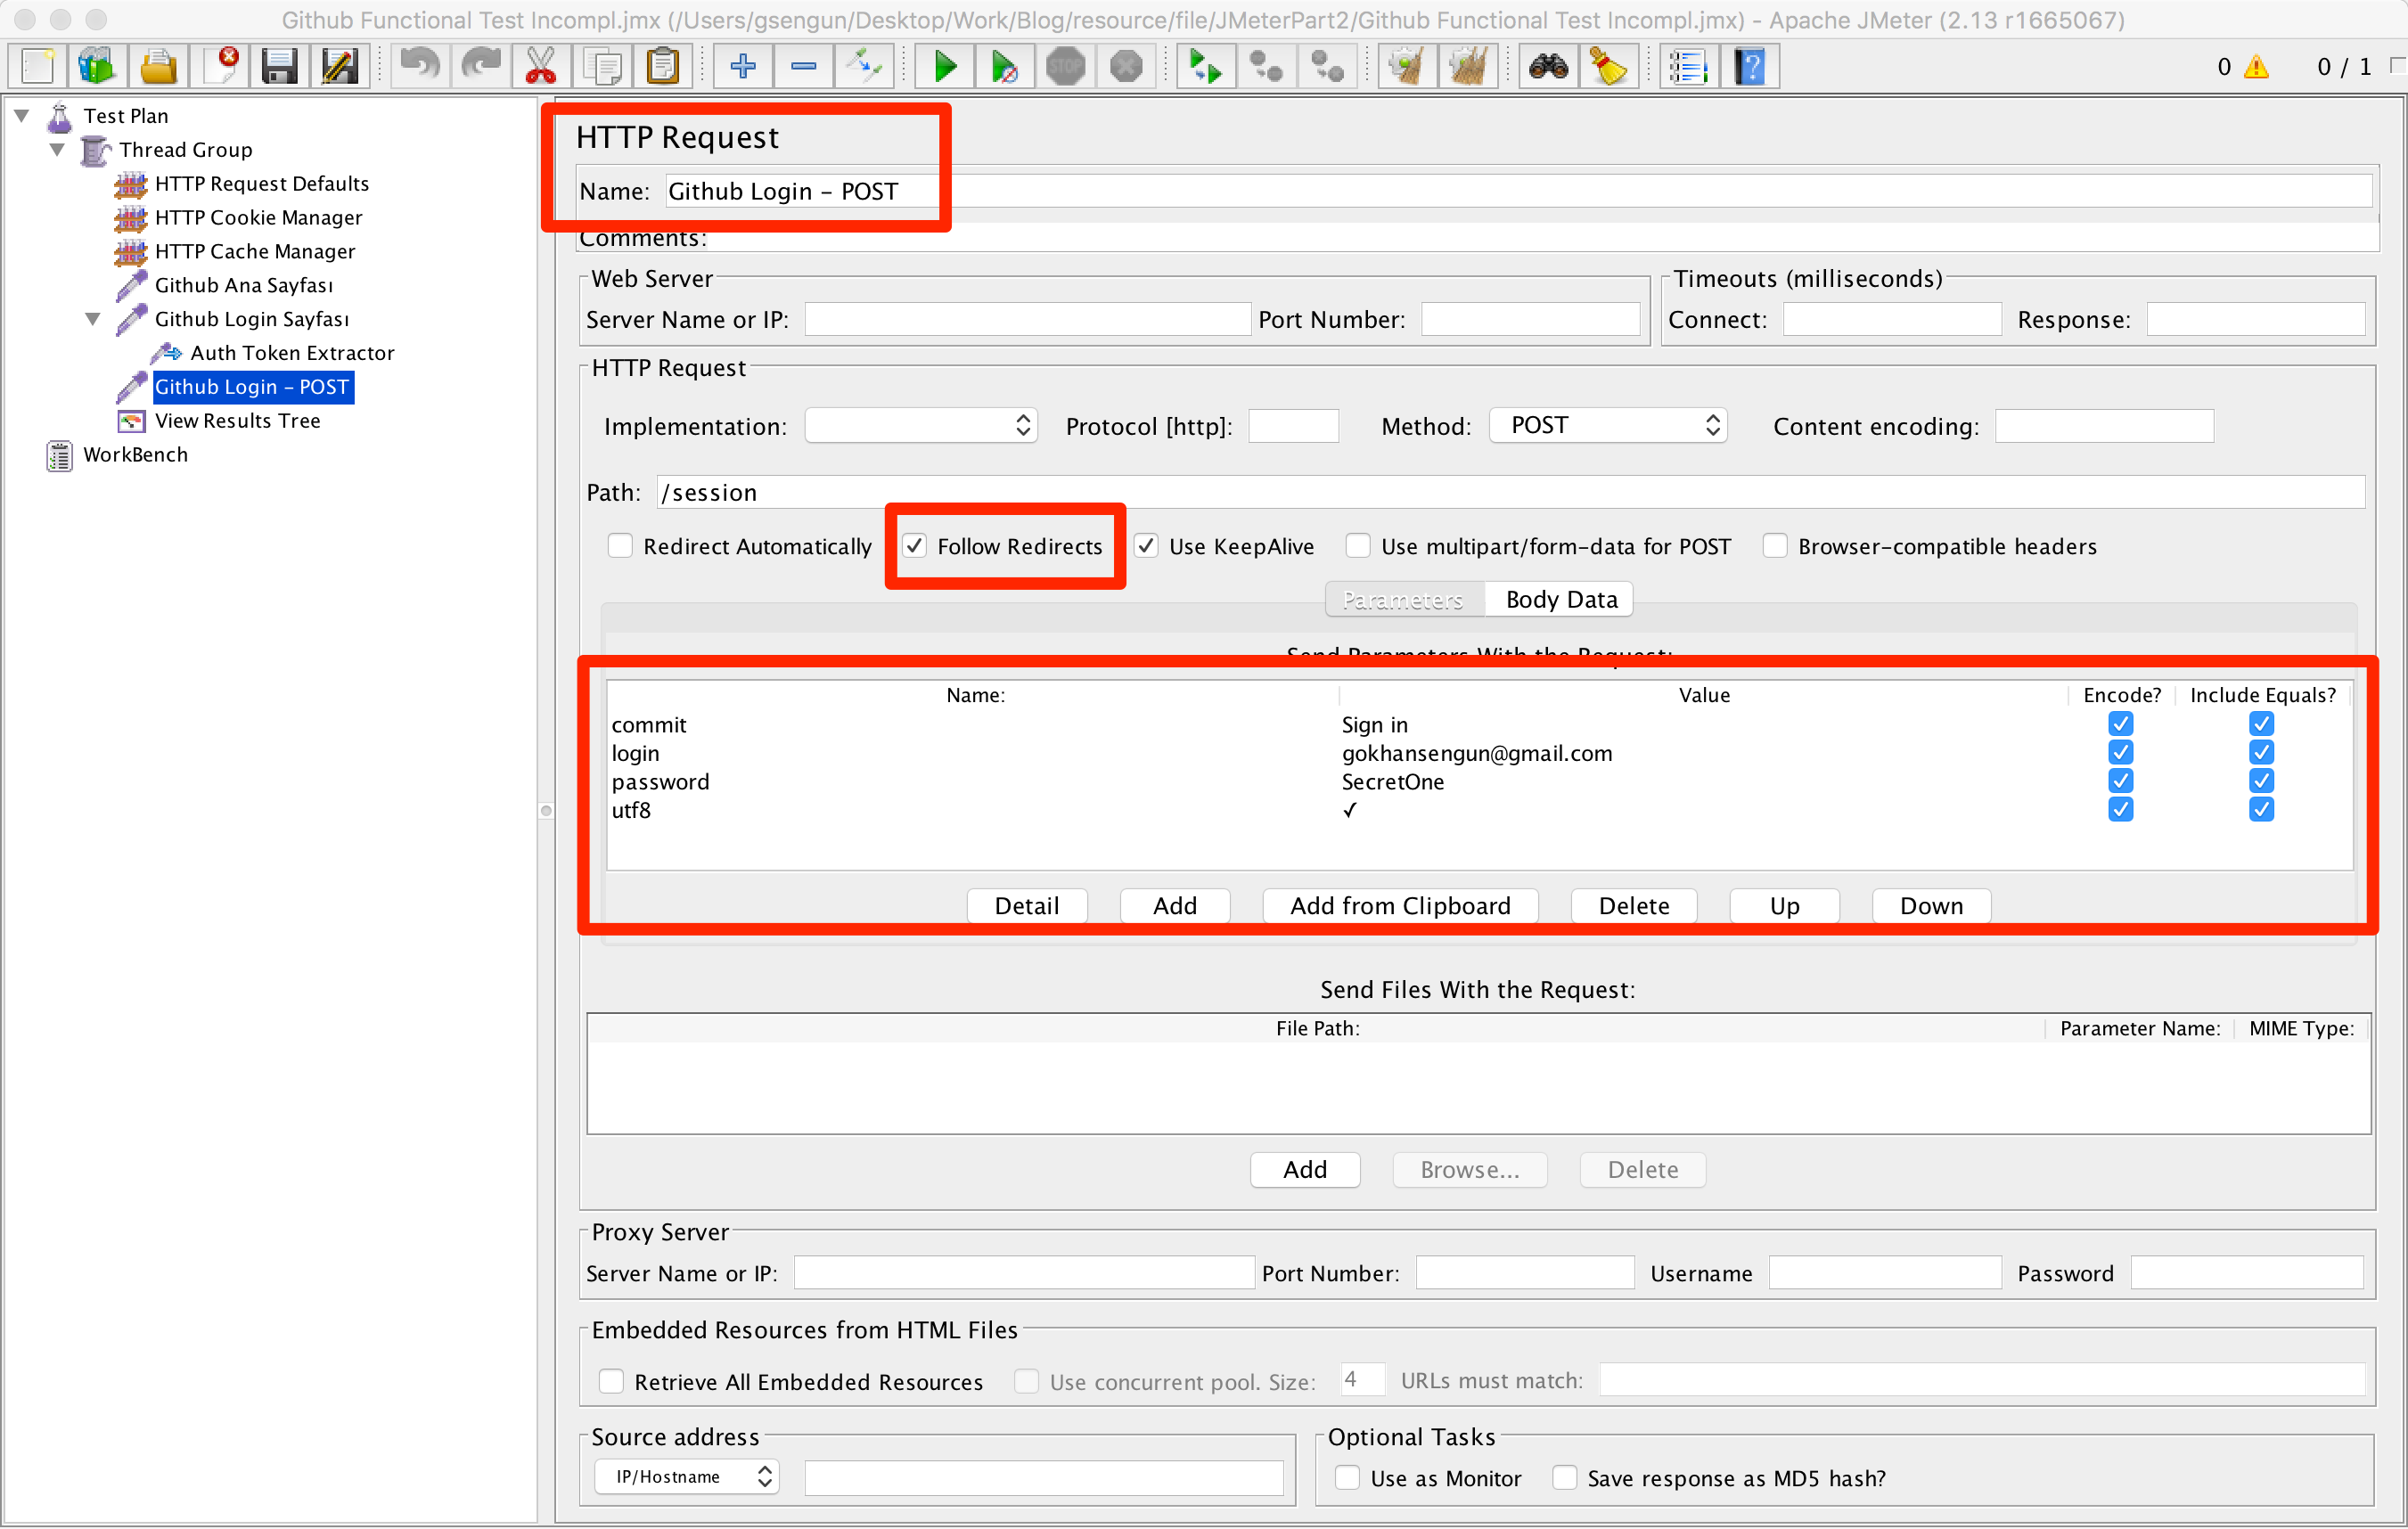 Github Functional Test Incompl.jmx (/Users/gsengun/Desktop/Work/Blog/resource/file/JMeterPart2/Github Functional Test Incompl.jmx) - Apache JMeter (2.13 r1665067)
STOP
0
0 / 1
Test Plan
Thread Group
HTTP Request Defaults
HTTP Cookie Manager
HTTP Cache Manager
Github Ana Sayfası
Github Login Sayfası
Auth Token Extractor
Github Login – POST
View Results Tree
WorkBench
HTTP Request
Name: Github Login – POST
Comments:
Web Server
Server Name or IP: Port Number:
Timeouts (milliseconds)
Connect: Response:
HTTP Request
Implementation: Protocol [http]: Method: POST Content encoding:
Path: /session
Redirect Automatically Follow Redirects Use KeepAlive Use multipart/form-data for POST Browser-compatible headers
Parameters Body Data
Send Parameters With the Request:
Name: Value Encode? Include Equals?
commit Sign in
login gokhansengun@gmail.com
password SecretOne
utf8 ✓
Detail Add Add from Clipboard Delete Up Down
Send Files With the Request:
File Path: Parameter Name: MIME Type:
Add Browse... Delete
Proxy Server
Server Name or IP: Port Number: Username Password
Embedded Resources from HTML Files
Retrieve All Embedded Resources Use concurrent pool. Size: 4 URLs must match:
Source address
IP/Hostname
Optional Tasks
Use as Monitor Save response as MD5 hash?